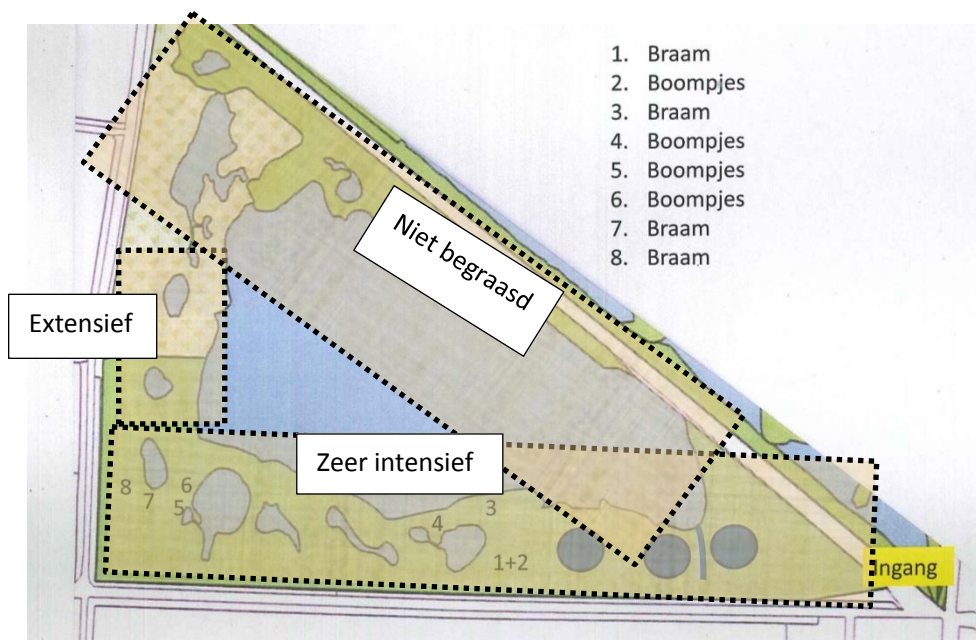 1. Braam
2. Boompjes
3. Braam
4. Boompjes
5. Boompjes
6. Boompjes
7. Braam
8. Braam
Niet begraasd
Extensief
Zeer intensief
8
7
6
5
4
3
1+2
Ingang